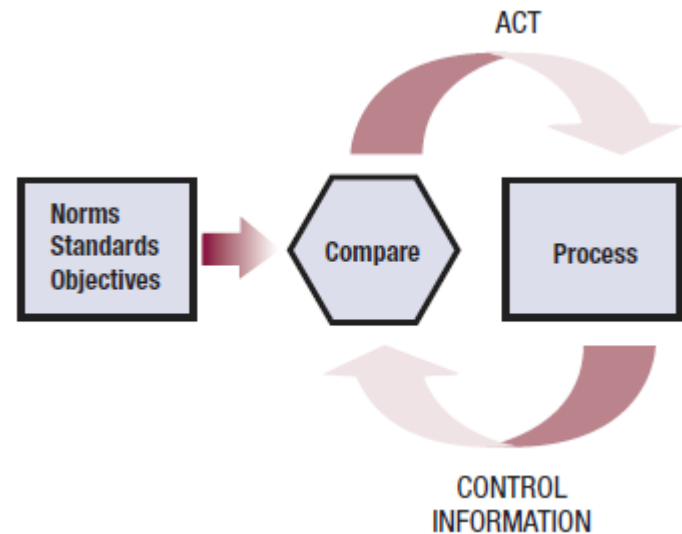 ACT
Norms
Standards
Objectives
Compare
Process
CONTROL
INFORMATION